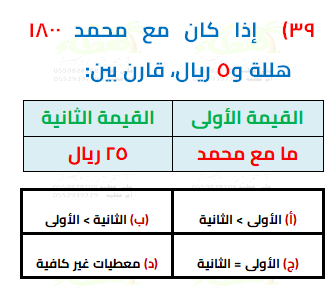 ٣٩) إذا كان مع محمد ١٨٠٠
هللة و٥ ريال، قارن بين:
القيمة الأولى القيمة الثانية
ما مع محمد ٢٥ ريال
(أ) الأولى > الثانية (ب) الثانية > الأولى
(ج) الأولى = الثانية (د) معطيات غير كافية